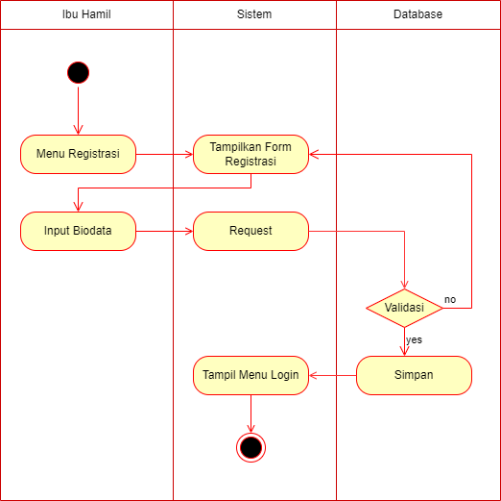 Ibu Hamil
Sistem
Database
Menu Registrasi
Tampilkan Form
Registrasi
Input Biodata
Request
Validasi
no
yes
Tampil Menu Login
Simpan